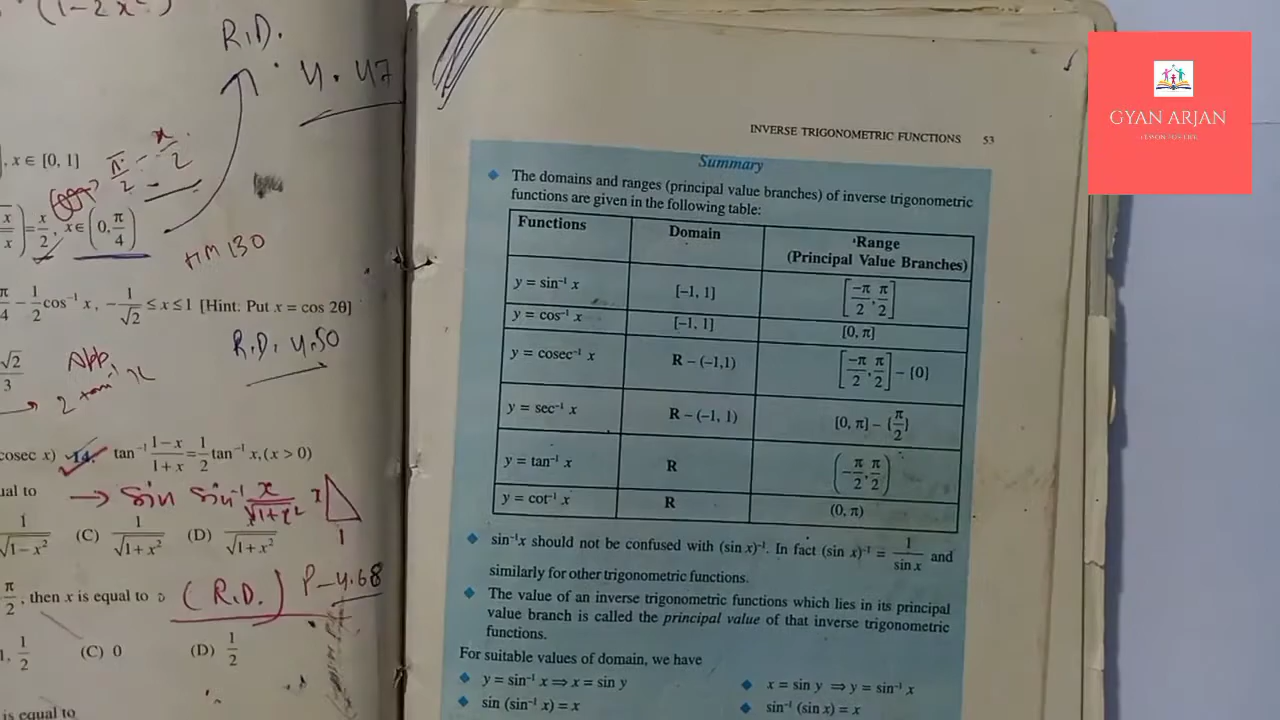 (1-2x²)
R.D.
4.47
, x ∈ [0, 1]
π/2 - x/2
x/x) = x/2, x ∈ (0, π/4)
HM 130
π/4 - 1/2 cos⁻¹ x, -1/√2 ≤ x ≤ 1 [Hint: Put x = cos 2θ]
R.D. 4.50
√2/3
App.
2 tan⁻¹ x
cosec x) 14. tan⁻¹ 1-x/1+x = 1/2 tan⁻¹ x, (x > 0)
ual to
→ sin sin⁻¹ x/√1+x² x
1
1/√1-x² (C) 1/√1+x² (D) x/√1+x²
π/2, then x is equal to
(R.D.) P-4.68
1, 1/2 (C) 0 (D) 1/2
is equal to
INVERSE TRIGONOMETRIC FUNCTIONS 53
Summary
◆ The domains and ranges (principal value branches) of inverse trigonometric
functions are given in the following table:
Functions Domain Range
(Principal Value Branches)
y = sin⁻¹ x [–1, 1] [-π/2, π/2]
y = cos⁻¹ x [–1, 1] [0, π]
y = cosec⁻¹ x R – (–1,1) [-π/2, π/2] – {0}
y = sec⁻¹ x R – (–1, 1) [0, π] – {π/2}
y = tan⁻¹ x R (-π/2, π/2)
y = cot⁻¹ x R (0, π)
◆ sin⁻¹x should not be confused with (sin x)⁻¹. In fact (sin x)⁻¹ = 1/sin x and
similarly for other trigonometric functions.
◆ The value of an inverse trigonometric functions which lies in its principal
value branch is called the principal value of that inverse trigonometric
functions.
For suitable values of domain, we have
◆ y = sin⁻¹ x ⇒ x = sin y ◆ x = sin y ⇒ y = sin⁻¹ x
◆ sin (sin⁻¹ x) = x ◆ sin⁻¹ (sin x) = x
GYAN ARJAN